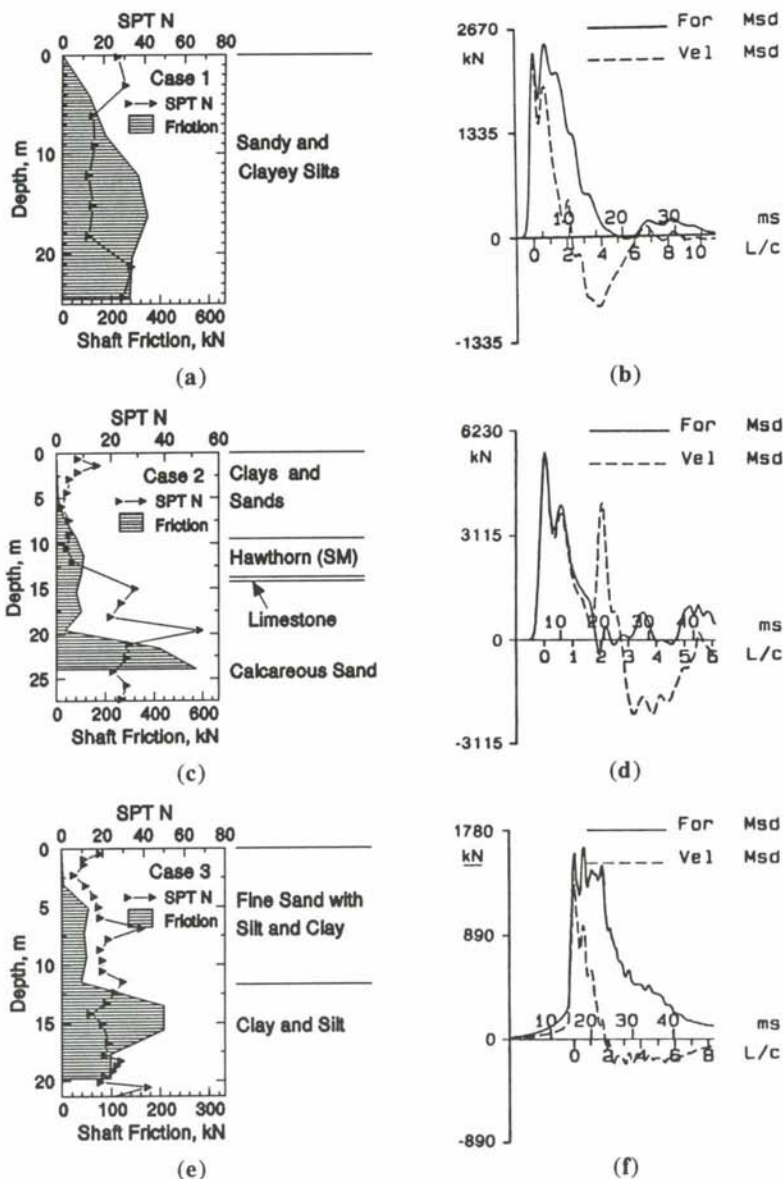 SPT N
0 20 40 60 80
0
10
20
Depth, m
Case 1
SPT N
Friction
Sandy and
Clayey Silts
0 200 400 600
Shaft Friction, kN
(a)
2670
kN
1335
0
-1335
For Msd
Vel Msd
10 20 30 ms
0 2 4 6 8 10 L/c
(b)
SPT N
0 20 40 60
0
5
10
15
20
25
Depth, m
Case 2
SPT N
Friction
Clays and
Sands
Hawthorn (SM)
Limestone
Calcareous Sand
0 200 400 600
Shaft Friction, kN
(c)
6230
kN
3115
0
-3115
For Msd
Vel Msd
10 20 30 40 ms
0 1 2 3 4 5 6 L/c
(d)
SPT N
0 20 40 60 80
0
5
10
15
20
Depth, m
Case 3
SPT N
Friction
Fine Sand with
Silt and Clay
Clay and Silt
0 100 200 300
Shaft Friction, kN
(e)
1780
kN
890
0
-890
For Msd
Vel Msd
10 20 30 40 ms
0 2 4 6 8 L/c
(f)